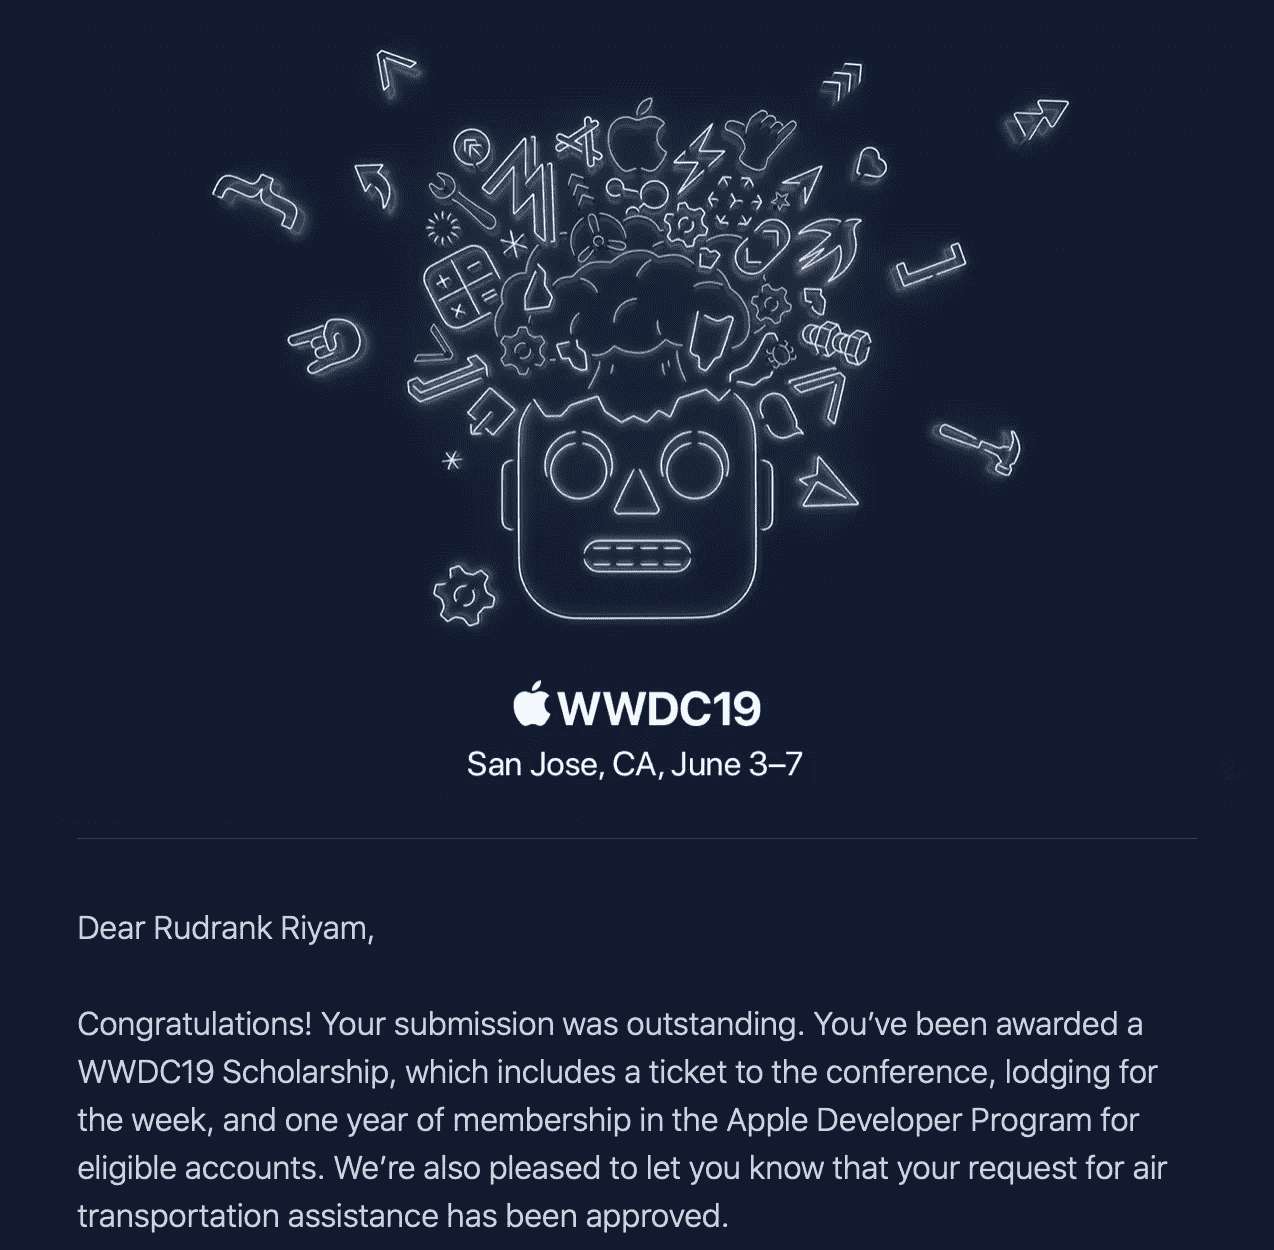 WWDC19
San Jose, CA, June 3–7
Dear Rudrank Riyam,
Congratulations! Your submission was outstanding. You’ve been awarded a
WWDC19 Scholarship, which includes a ticket to the conference, lodging for
the week, and one year of membership in the Apple Developer Program for
eligible accounts. We’re also pleased to let you know that your request for air
transportation assistance has been approved.